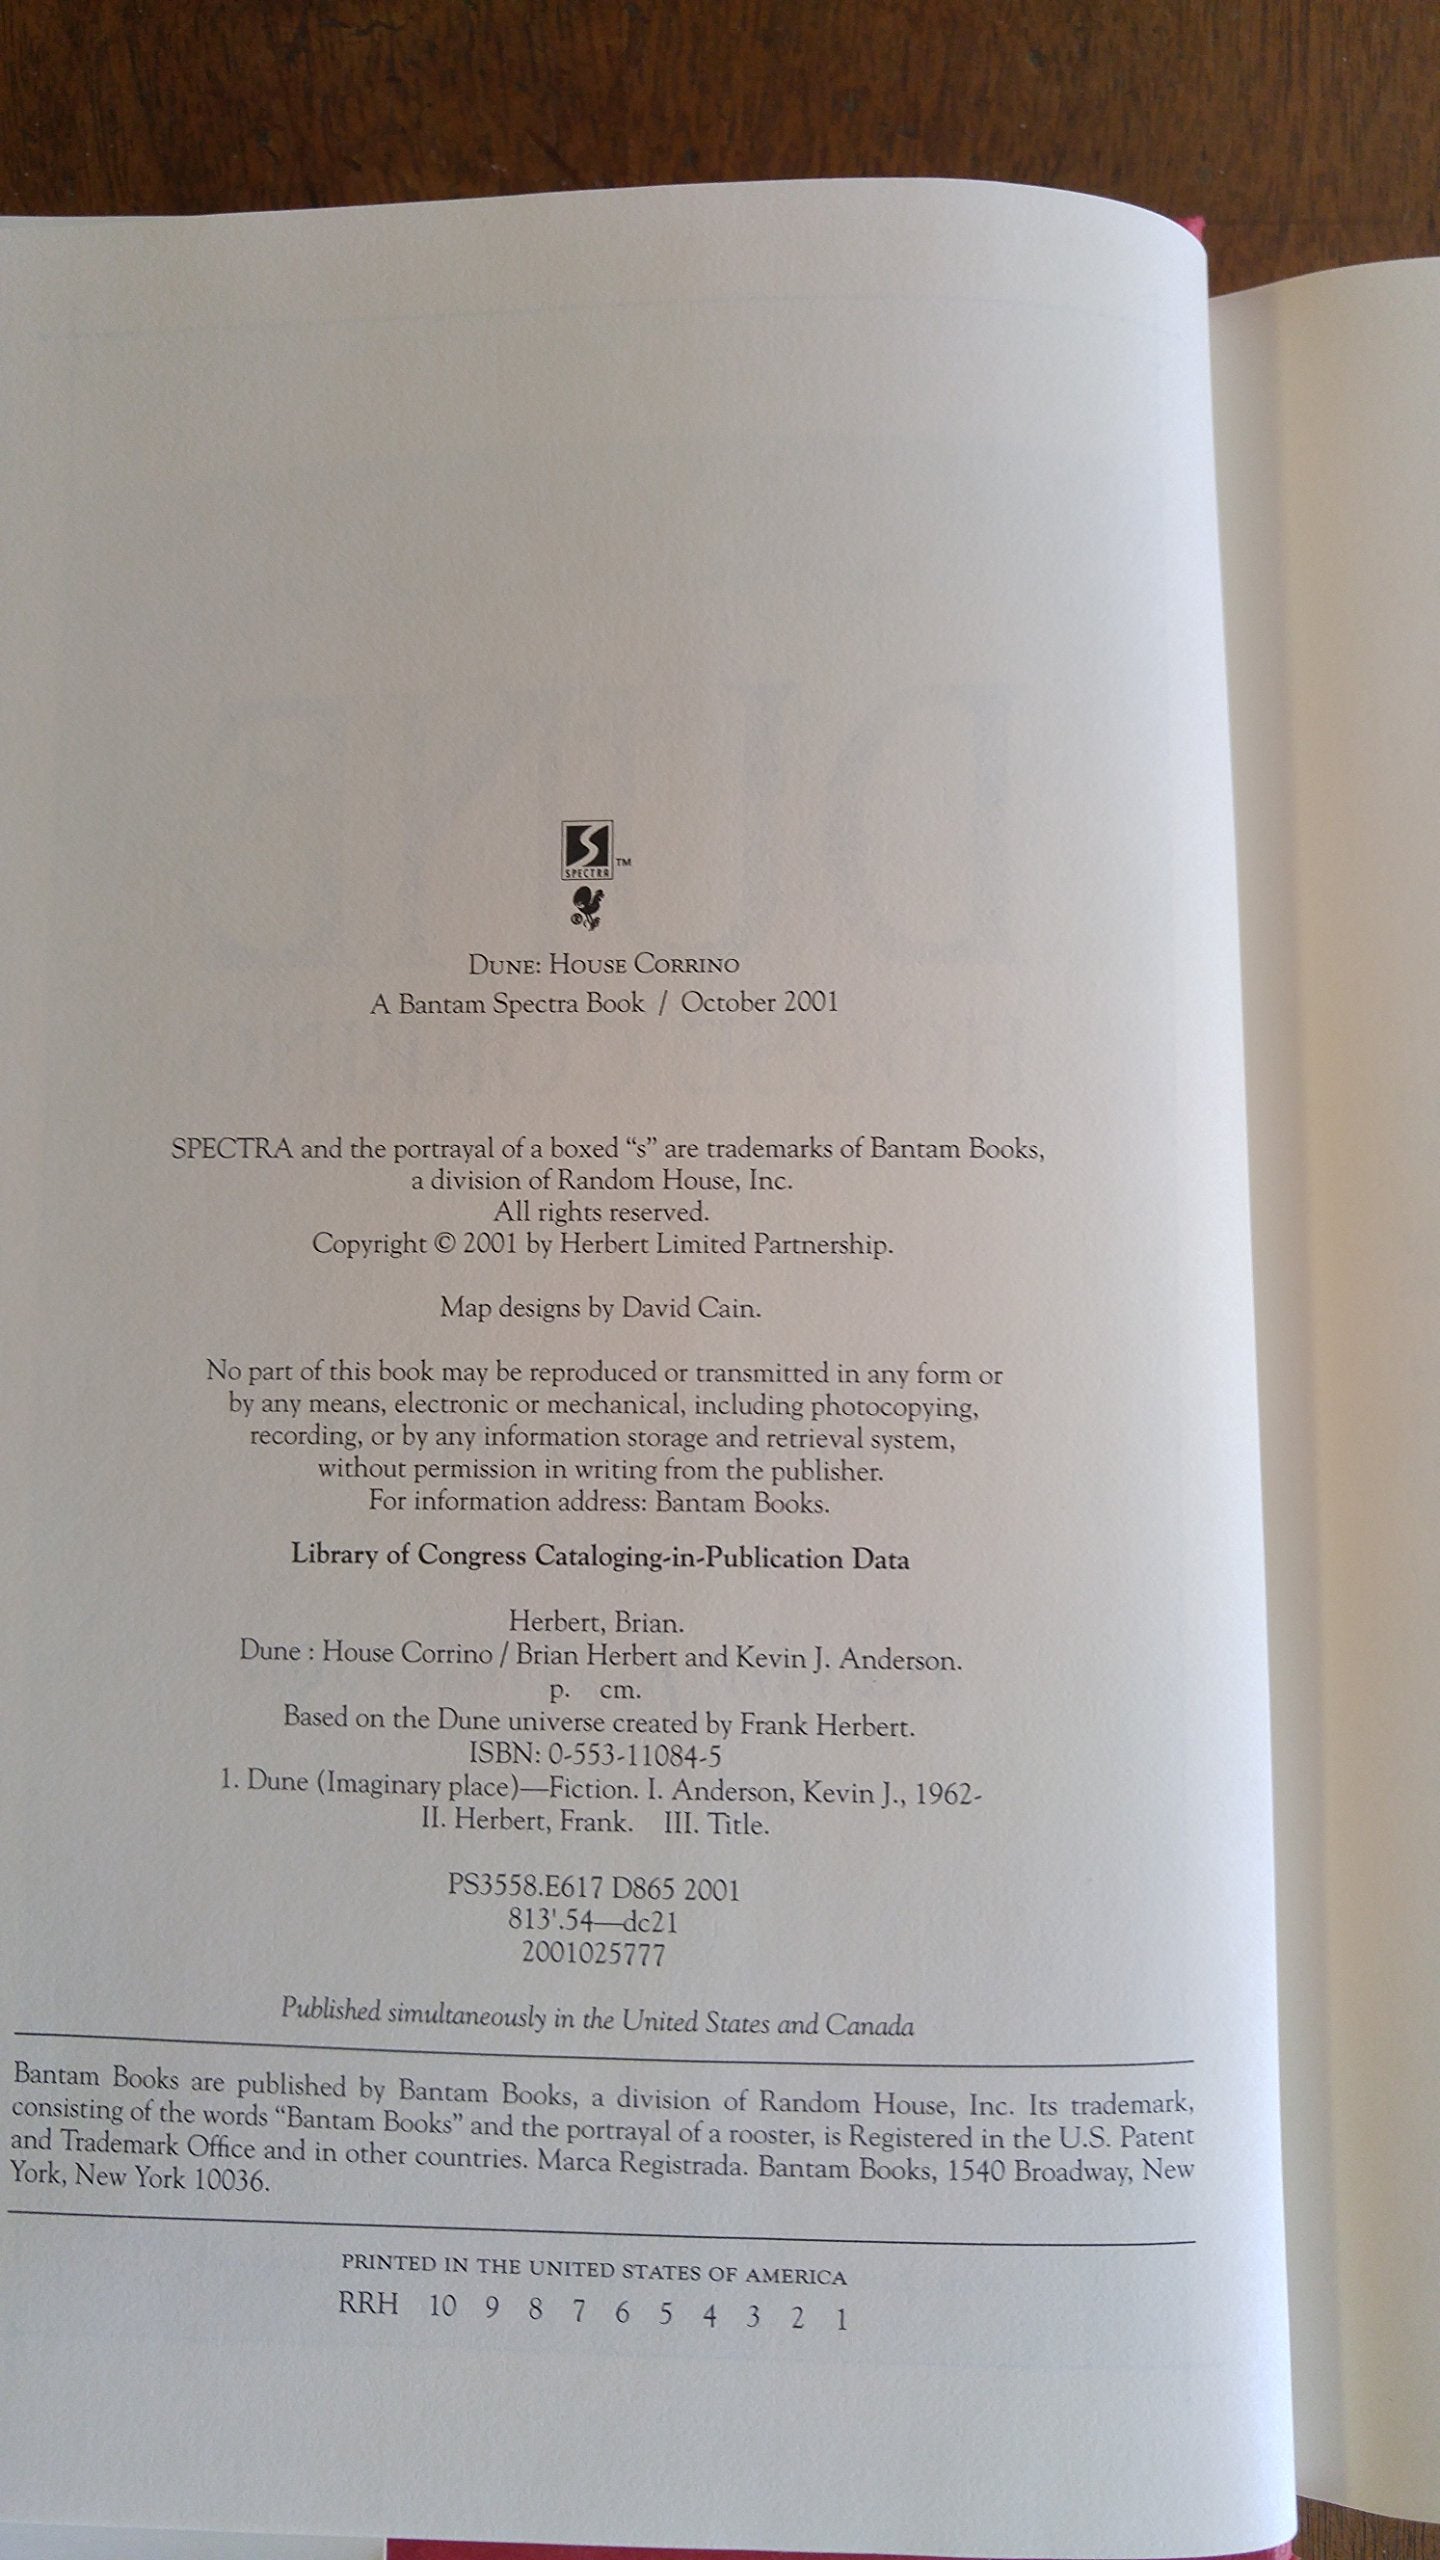 SPECTRA
TM
®
DUNE: HOUSE CORRINO
A Bantam Spectra Book / October 2001
SPECTRA and the portrayal of a boxed “s” are trademarks of Bantam Books,
a division of Random House, Inc.
All rights reserved.
Copyright © 2001 by Herbert Limited Partnership.
Map designs by David Cain.
No part of this book may be reproduced or transmitted in any form or
by any means, electronic or mechanical, including photocopying,
recording, or by any information storage and retrieval system,
without permission in writing from the publisher.
For information address: Bantam Books.
Library of Congress Cataloging-in-Publication Data
Herbert, Brian.
Dune : House Corrino / Brian Herbert and Kevin J. Anderson.
p. cm.
Based on the Dune universe created by Frank Herbert.
ISBN: 0-553-11084-5
1. Dune (Imaginary place)—Fiction. I. Anderson, Kevin J., 1962-
II. Herbert, Frank. III. Title.
PS3558.E617 D865 2001
813'.54—dc21
2001025777
Published simultaneously in the United States and Canada
Bantam Books are published by Bantam Books, a division of Random House, Inc. Its trademark,
consisting of the words “Bantam Books” and the portrayal of a rooster, is Registered in the U.S. Patent
and Trademark Office and in other countries. Marca Registrada. Bantam Books, 1540 Broadway, New
York, New York 10036.
PRINTED IN THE UNITED STATES OF AMERICA
RRH 10 9 8 7 6 5 4 3 2 1